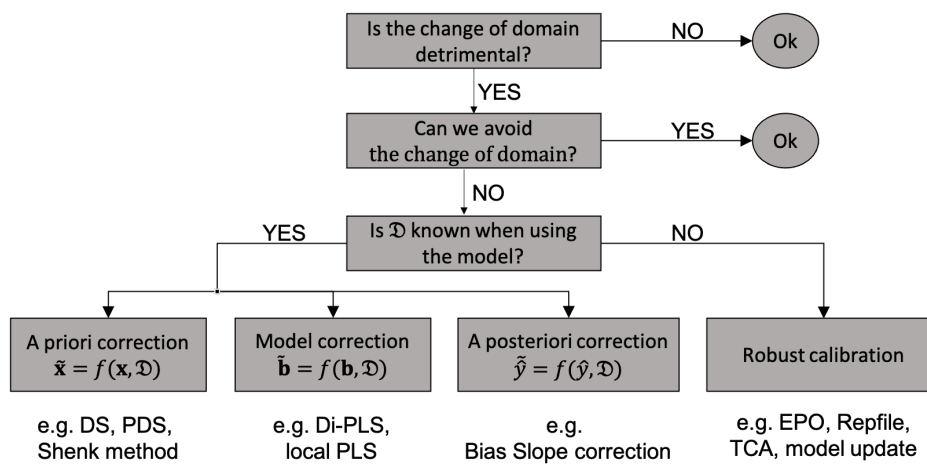 Is the change of domain
detrimental?
NO
Ok
YES
Can we avoid
the change of domain?
YES
Ok
NO
Is 𝔇 known when using
the model?
YES
NO
A priori correction
x̃ = f(x, 𝔇)
Model correction
b̃ = f(b, 𝔇)
A posteriori correction
ŷ̃ = f(ŷ, 𝔇)
Robust calibration
e.g. DS, PDS,
Shenk method
e.g. Di-PLS,
local PLS
e.g.
Bias Slope correction
e.g. EPO, Repfile,
TCA, model update